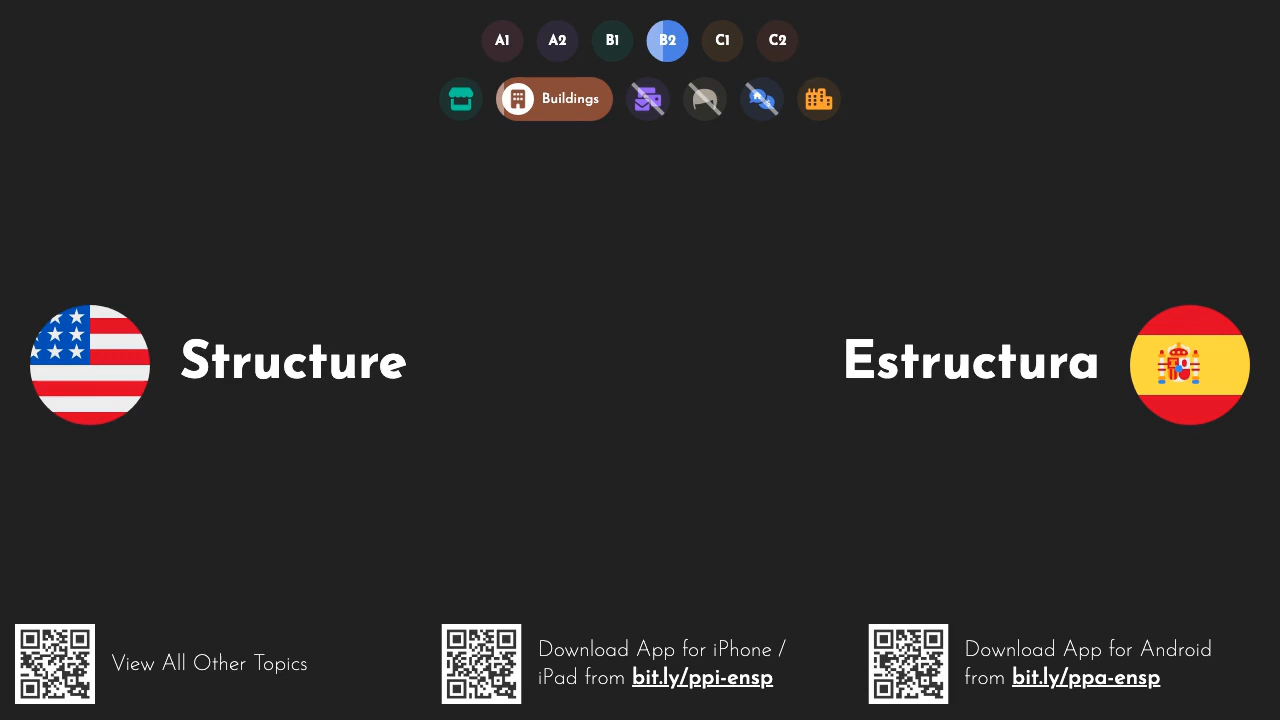 A1 A2 B1 B2 C1 C2
Buildings
Structure
Estructura
View All Other Topics
Download App for iPhone /
iPad from bit.ly/ppi-ensp
Download App for Android
from bit.ly/ppa-ensp